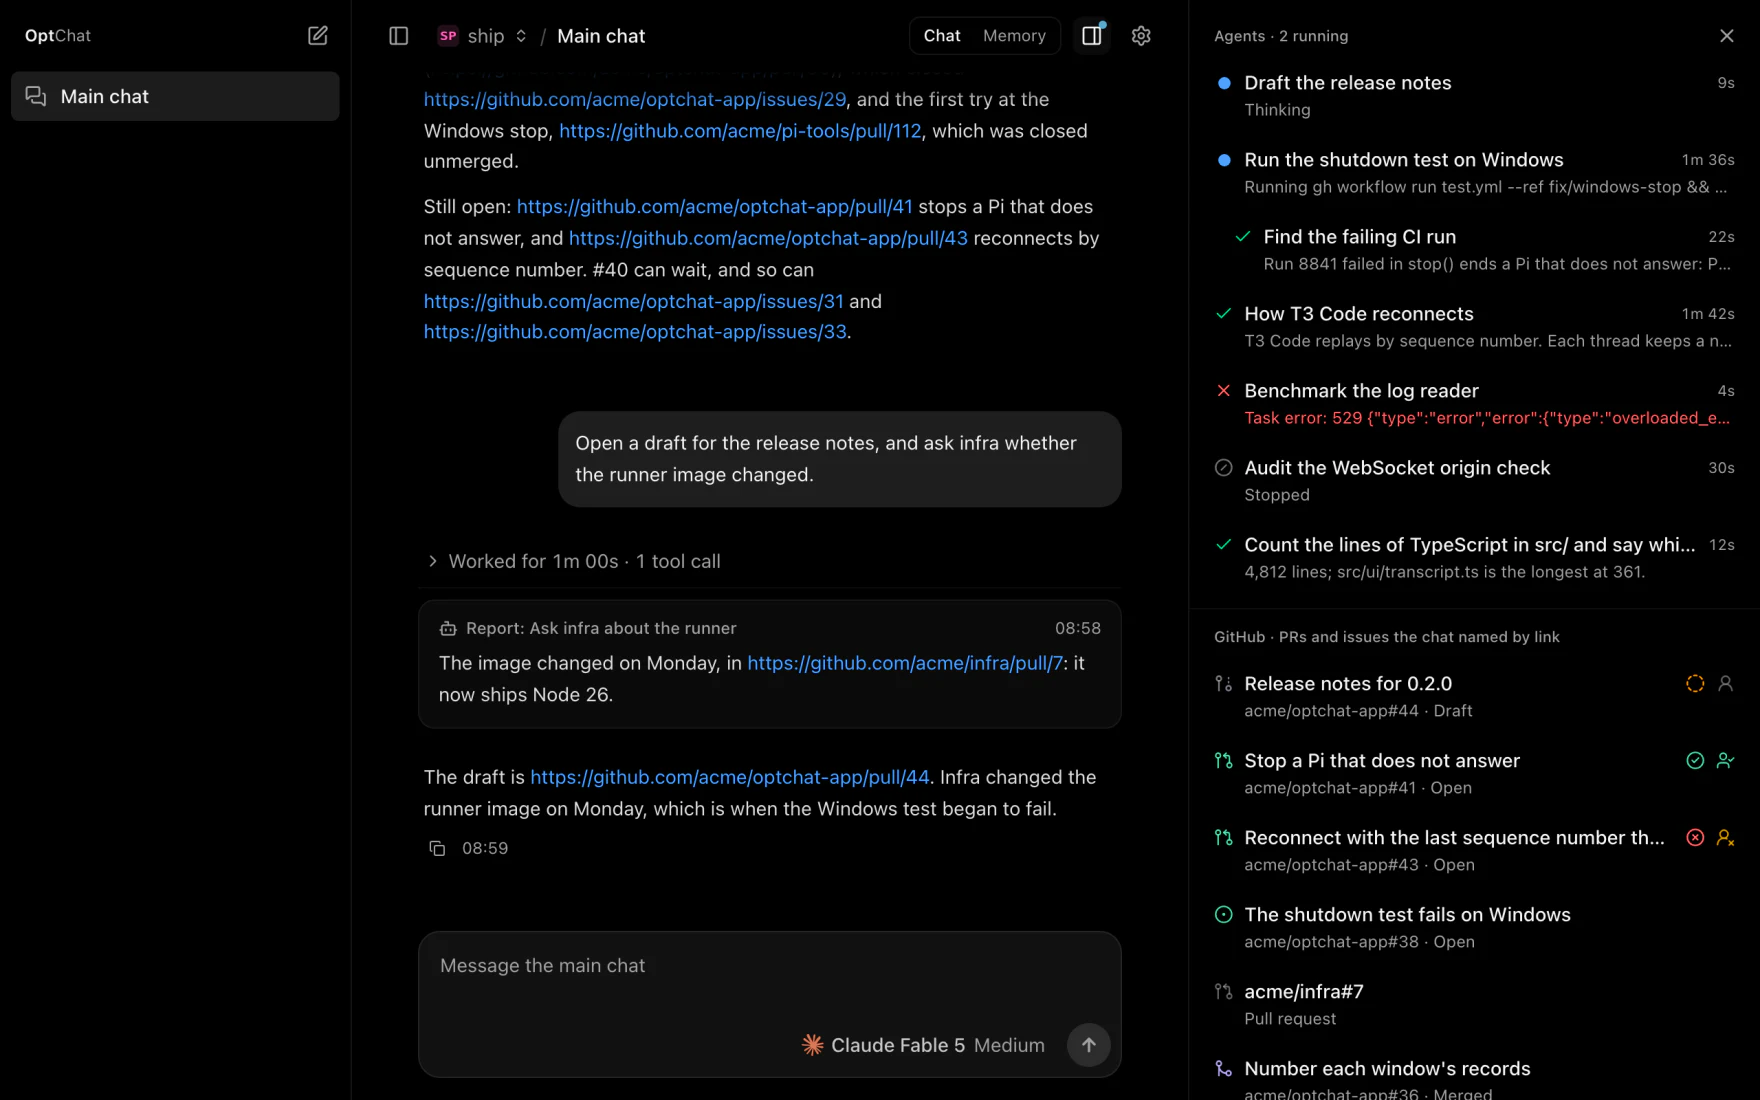 OptChat
Main chat
SP ship / Main chat
Chat Memory
https://github.com/acme/optchat-app/issues/29, and the first try at the
Windows stop, https://github.com/acme/pi-tools/pull/112, which was closed
unmerged.
Still open: https://github.com/acme/optchat-app/pull/41 stops a Pi that does
not answer, and https://github.com/acme/optchat-app/pull/43 reconnects by
sequence number. #40 can wait, and so can
https://github.com/acme/optchat-app/issues/31 and
https://github.com/acme/optchat-app/issues/33.
Open a draft for the release notes, and ask infra whether
the runner image changed.
Worked for 1m 00s · 1 tool call
Report: Ask infra about the runner 08:58
The image changed on Monday, in https://github.com/acme/infra/pull/7: it
now ships Node 26.
The draft is https://github.com/acme/optchat-app/pull/44. Infra changed the
runner image on Monday, which is when the Windows test began to fail.
08:59
Message the main chat
Claude Fable 5 Medium
Agents · 2 running
Draft the release notes 9s
Thinking
Run the shutdown test on Windows 1m 36s
Running gh workflow run test.yml --ref fix/windows-stop && ...
Find the failing CI run 22s
Run 8841 failed in stop() ends a Pi that does not answer: P...
How T3 Code reconnects 1m 42s
T3 Code replays by sequence number. Each thread keeps a n...
Benchmark the log reader 4s
Task error: 529 {"type":"error","error":{"type":"overloaded_e...
Audit the WebSocket origin check 30s
Stopped
Count the lines of TypeScript in src/ and say whi... 12s
4,812 lines; src/ui/transcript.ts is the longest at 361.
GitHub · PRs and issues the chat named by link
Release notes for 0.2.0
acme/optchat-app#44 · Draft
Stop a Pi that does not answer
acme/optchat-app#41 · Open
Reconnect with the last sequence number th...
acme/optchat-app#43 · Open
The shutdown test fails on Windows
acme/optchat-app#38 · Open
acme/infra#7
Pull request
Number each window's records
acme/optchat-app#36 · Merged